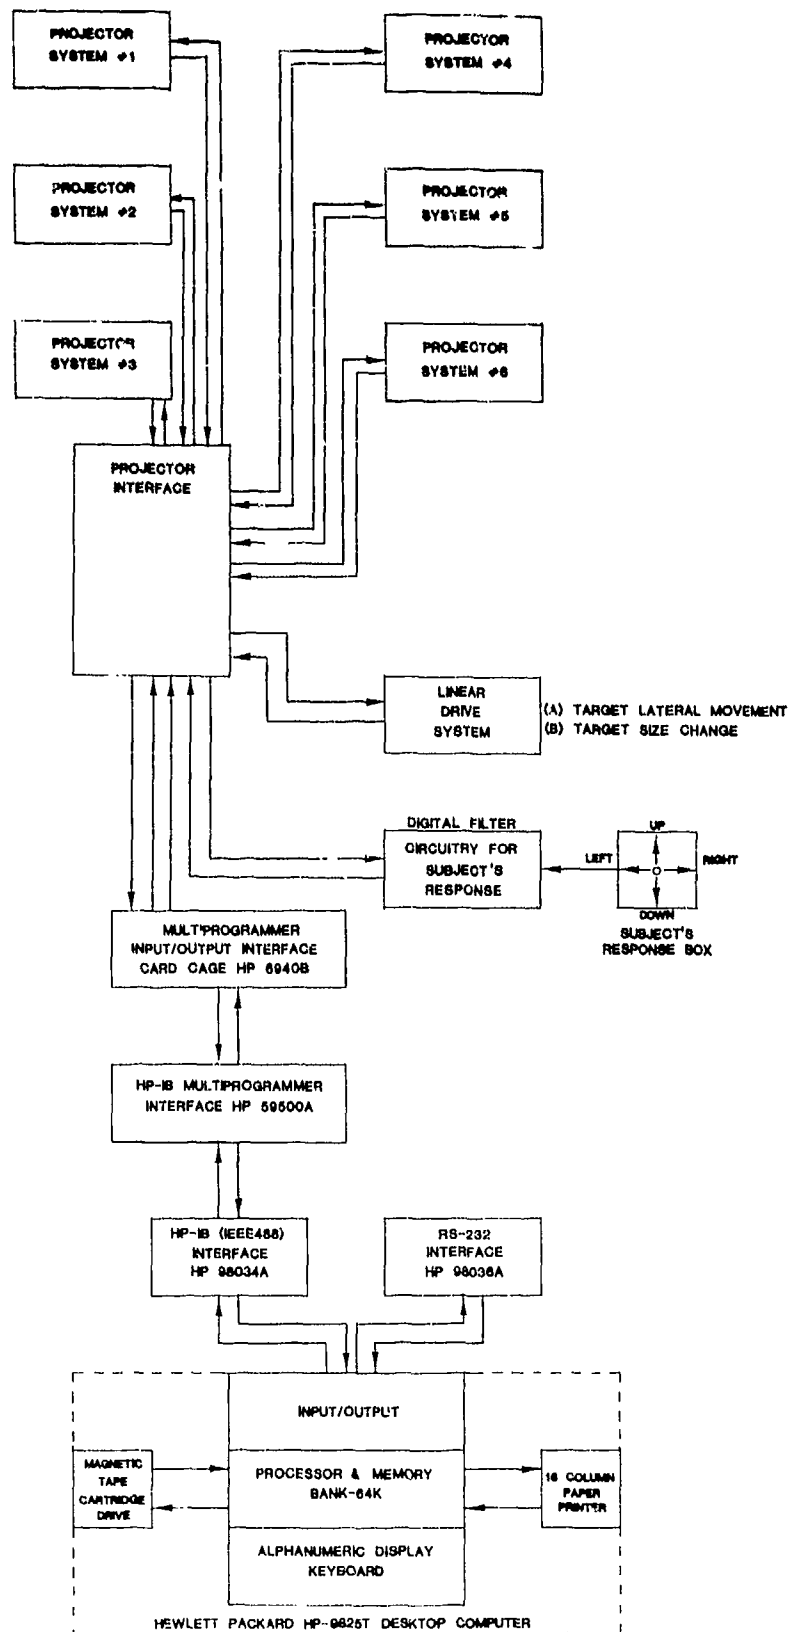 PROJECTOR
SYSTEM #1
PROJECTOR
SYSTEM #4
PROJECTOR
SYSTEM #2
PROJECTOR
SYSTEM #5
PROJECTOR
SYSTEM #3
PROJECTOR
SYSTEM #6
PROJECTOR
INTERFACE
LINEAR
DRIVE
SYSTEM
(A) TARGET LATERAL MOVEMENT
(B) TARGET SIZE CHANGE
DIGITAL FILTER
CIRCUITRY FOR
SUBJECT'S
RESPONSE
UP
LEFT
RIGHT
DOWN
SUBJECT'S
RESPONSE BOX
MULTIPROGRAMMER
INPUT/OUTPUT INTERFACE
CARD CAGE HP 6940B
HP-IB MULTIPROGRAMMER
INTERFACE HP 59500A
HP-IB (IEEE488)
INTERFACE
HP 98034A
RS-232
INTERFACE
HP 98036A
INPUT/OUTPUT
MAGNETIC
TAPE
CARTRIDGE
DRIVE
PROCESSOR & MEMORY
BANK-64K
16 COLUMN
PAPER
PRINTER
ALPHANUMERIC DISPLAY
KEYBOARD
HEWLETT PACKARD HP-9825T DESKTOP COMPUTER